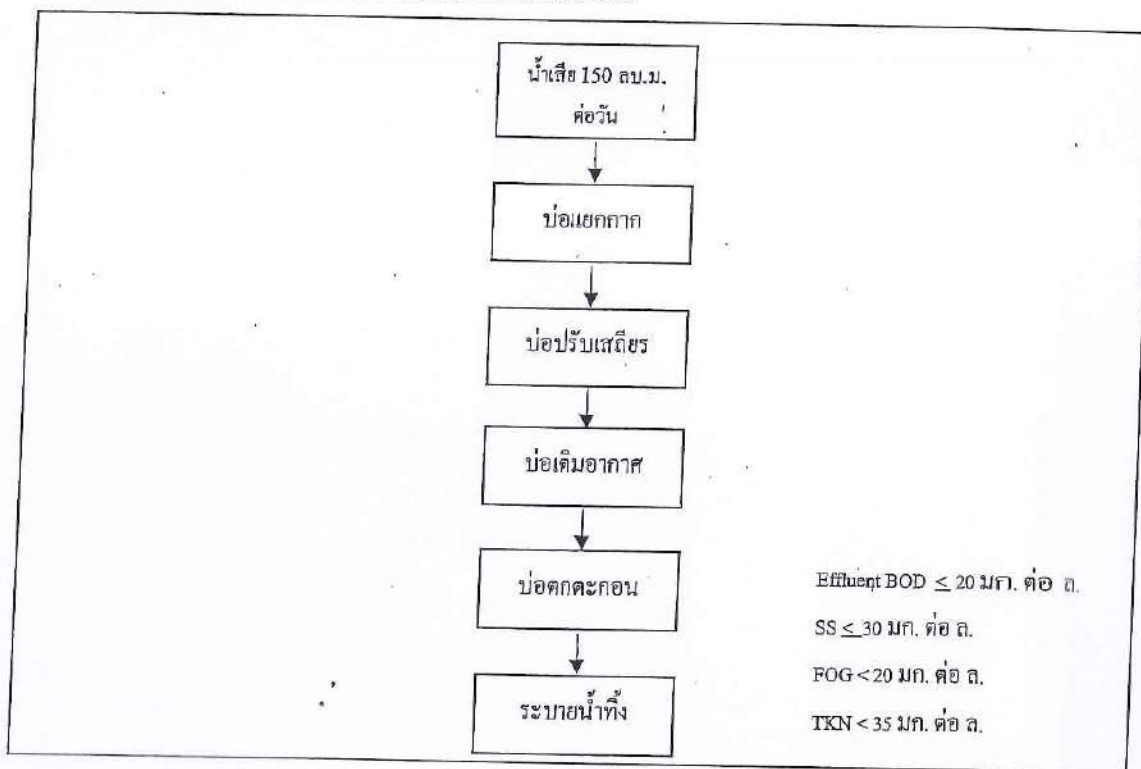 น้ำเสีย 150 ลบ.ม.
ต่อวัน
บ่อแยกกาก
บ่อปรับเสถียร
บ่อเติมอากาศ
บ่อตกตะกอน
ระบายน้ำทิ้ง
Effluent BOD ≤ 20 มก. ต่อ ล.
SS ≤ 30 มก. ต่อ ล.
FOG < 20 มก. ต่อ ล.
TKN < 35 มก. ต่อ ล.